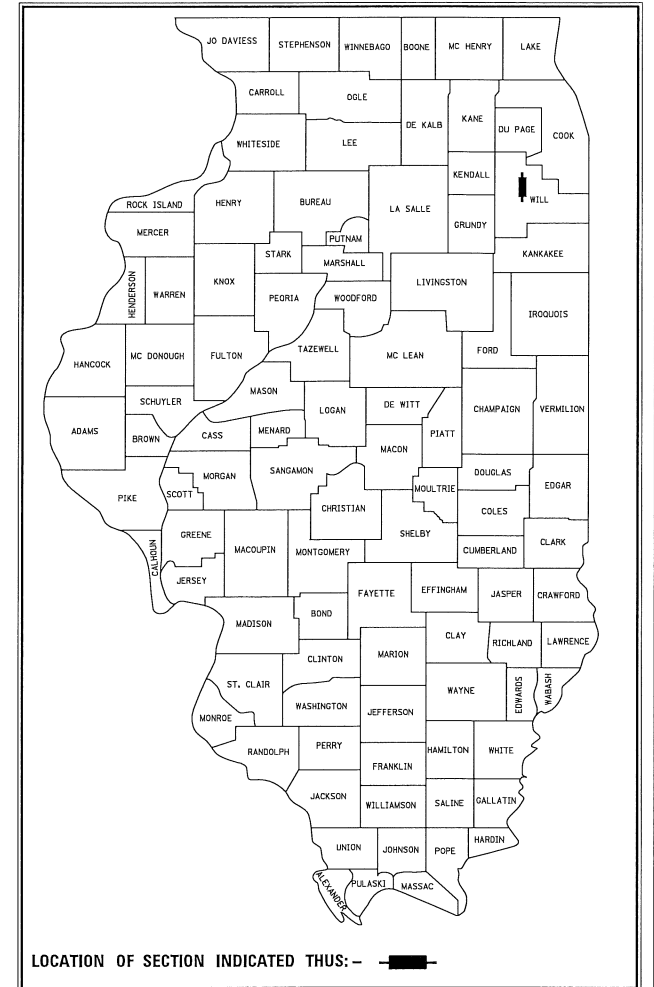 JO DAVIESS STEPHENSON WINNEBAGO BOONE MC HENRY LAKE
CARROLL OGLE DE KALB KANE DU PAGE COOK
WHITESIDE LEE
KENDALL
ROCK ISLAND HENRY BUREAU LA SALLE GRUNDY WILL
MERCER PUTNAM
STARK MARSHALL KANKAKEE
HENDERSON WARREN KNOX PEORIA WOODFORD LIVINGSTON IROQUOIS
HANCOCK MC DONOUGH FULTON TAZEWELL MC LEAN FORD
MASON
SCHUYLER LOGAN DE WITT CHAMPAIGN VERMILION
ADAMS BROWN CASS MENARD PIATT
MACON
MORGAN SANGAMON DOUGLAS
PIKE SCOTT MOULTRIE EDGAR
CHRISTIAN COLES
GREENE SHELBY
CALHOUN MACOUPIN MONTGOMERY CUMBERLAND CLARK
JERSEY FAYETTE EFFINGHAM JASPER CRAWFORD
MADISON BOND
CLAY RICHLAND LAWRENCE
CLINTON MARION
ST. CLAIR WAYNE EDWARDS WABASH
MONROE WASHINGTON JEFFERSON
RANDOLPH PERRY HAMILTON WHITE
FRANKLIN
JACKSON WILLIAMSON SALINE GALLATIN
HARDIN
UNION JOHNSON POPE
ALEXANDER PULASKI MASSAC
LOCATION OF SECTION INDICATED THUS: –